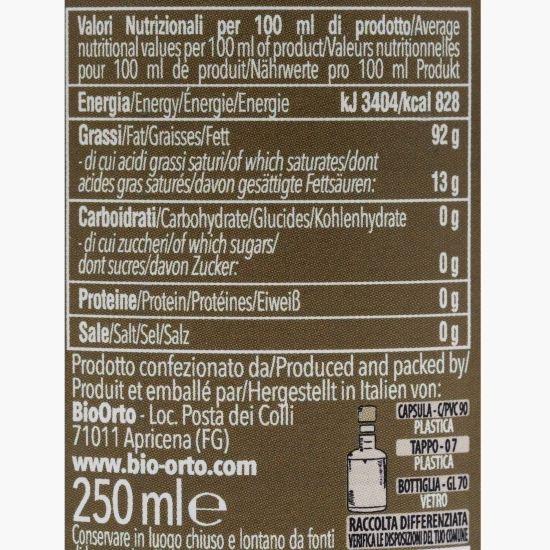 Valori Nutrizionali per 100 ml di prodotto/Average
nutritional values per 100 ml of product/Valeurs nutritionnelles
pour 100 ml de produit/Nährwerte pro 100 ml Produkt
Energia/Energy/Énergie/Energie kJ 3404/kcal 828
Grassi/Fat/Graisses/Fett 92 g
- di cui acidi grassi saturi/of which saturates/dont
acides gras saturés/davon gesättigte Fettsäuren: 13 g
Carboidrati/Carbohydrate/Glucides/Kohlenhydrate 0 g
- di cui zuccheri/of which sugars/
dont sucres/davon Zucker: 0 g
Proteine/Protein/Protéines/Eiweiß 0 g
Sale/Salt/Sel/Salz 0 g
Prodotto confezionato da/Produced and packed by/
Produit et emballé par/Hergestellt in Italien von:
BioOrto - Loc. Posta dei Colli
71011 Apricena (FG)
www.bio-orto.com
250 ml e
CAPSULA - C/PVC 90
PLASTICA
TAPPO - 0 7
PLASTICA
BOTTIGLIA - GL 70
VETRO
RACCOLTA DIFFERENZIATA
VERIFICA LE DISPOSIZIONI DEL TUO COMUNE
Conservare in luogo chiuso e lontano da fonti